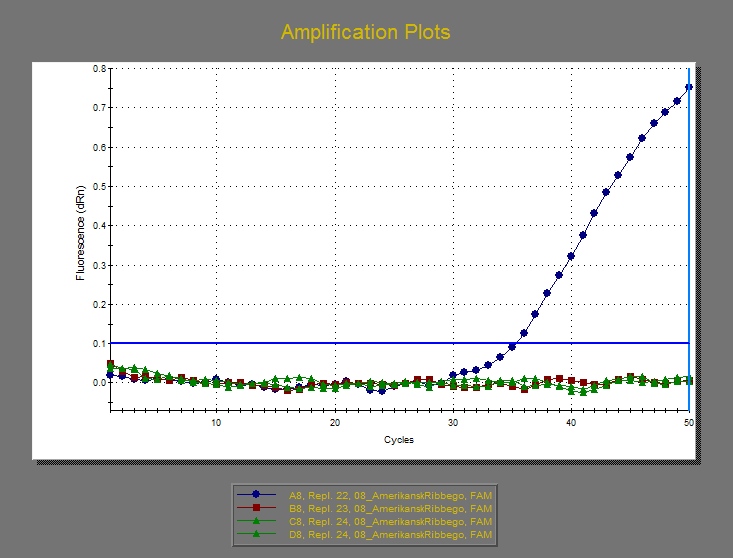 Amplification Plots
0.8
0.7
0.6
0.5
0.4
0.3
0.2
0.1
0.0
Fluorescence (dRn)
10 20 30 40 50
Cycles
A8, Repl. 22, 08_AmerikanskRibbego, FAM
B8, Repl. 23, 08_AmerikanskRibbego, FAM
C8, Repl. 24, 08_AmerikanskRibbego, FAM
D8, Repl. 24, 08_AmerikanskRibbego, FAM